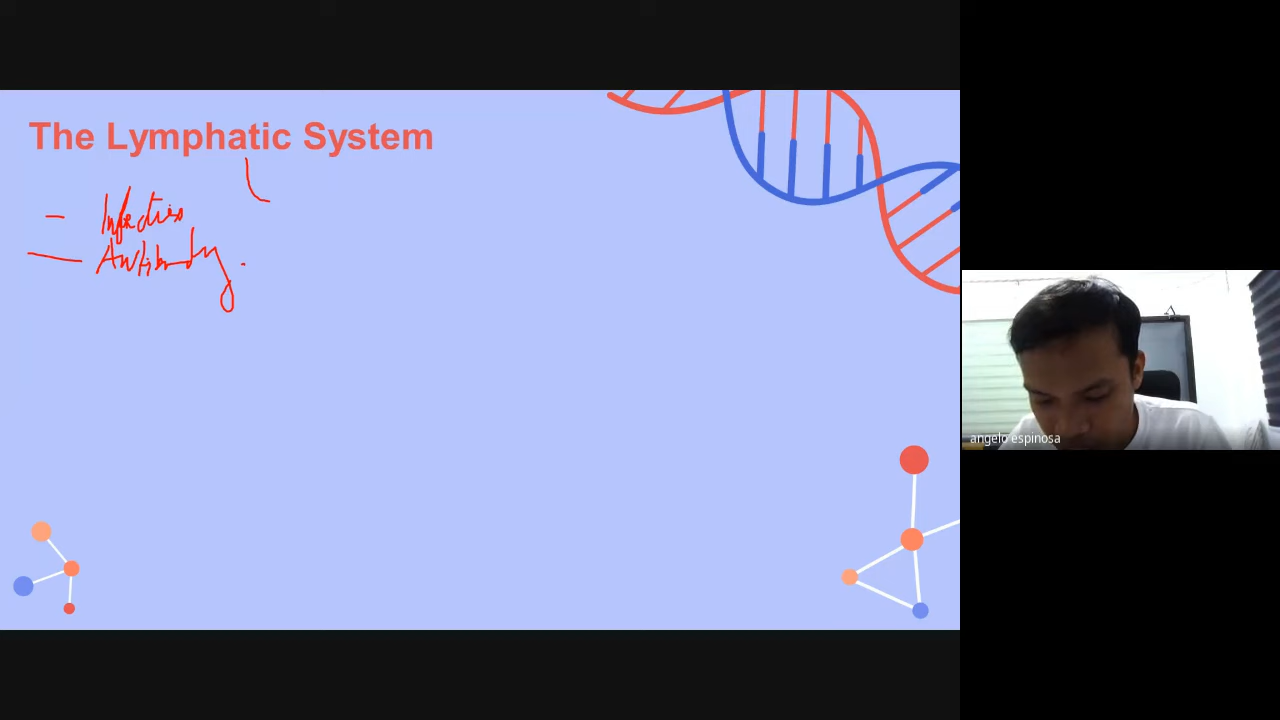 The Lymphatic System
- Infection
- Antibody.
angelo espinosa